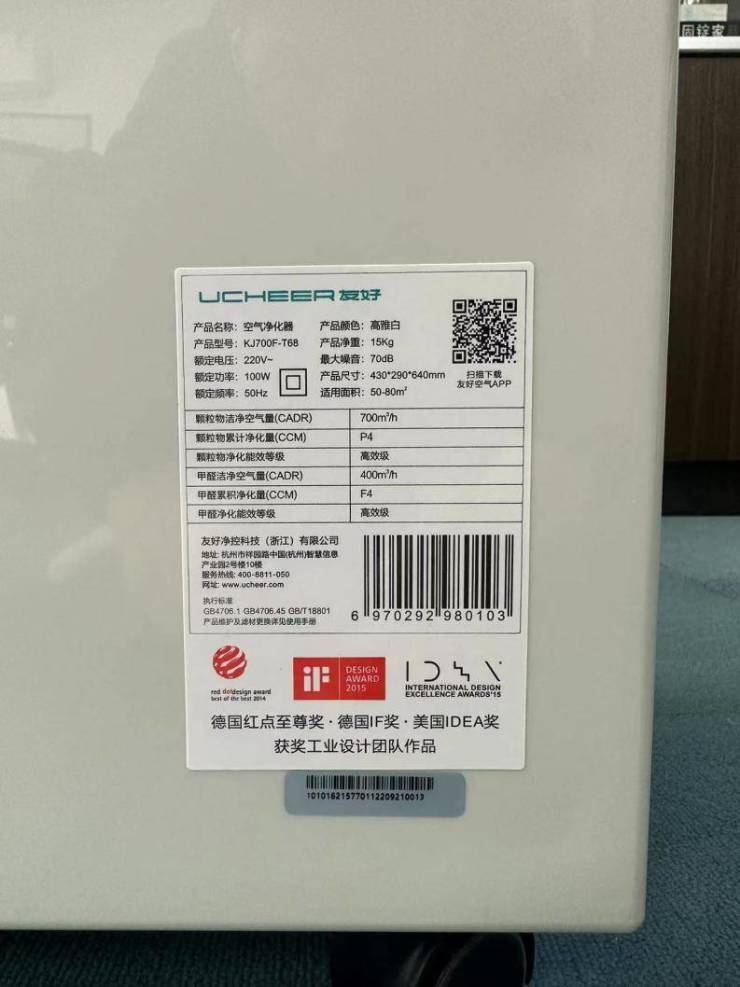 固锌家
UCHEER 友好
产品名称：空气净化器 产品颜色：高雅白
产品型号：KJ700F-T68 产品净重：15Kg
额定电压：220V~ 最大噪音：70dB
额定功率：100W 产品尺寸：430*290*640mm
额定频率：50Hz 适用面积：50-80m²
扫描下载
友好空气APP
颗粒物洁净空气量(CADR) 700m³/h
颗粒物累计净化量(CCM) P4
颗粒物净化能效等级 高效级
甲醛洁净空气量(CADR) 400m³/h
甲醛累积净化量(CCM) F4
甲醛净化能效等级 高效级
友好净控科技（浙江）有限公司
地址：杭州市祥园路中国(杭州)智慧信息
产业园2号楼10楼
服务热线：400-8811-050
网址：www.ucheer.com
执行标准
GB4706.1 GB4706.45 GB/T18801
产品维护及滤材更换详见使用手册
6 970292 980103
red dot design award
best of the best 2014
iF DESIGN AWARD 2015
INTERNATIONAL DESIGN
EXCELLENCE AWARDS'15
德国红点至尊奖·德国IF奖·美国IDEA奖
获奖工业设计团队作品
101016215770112209210013